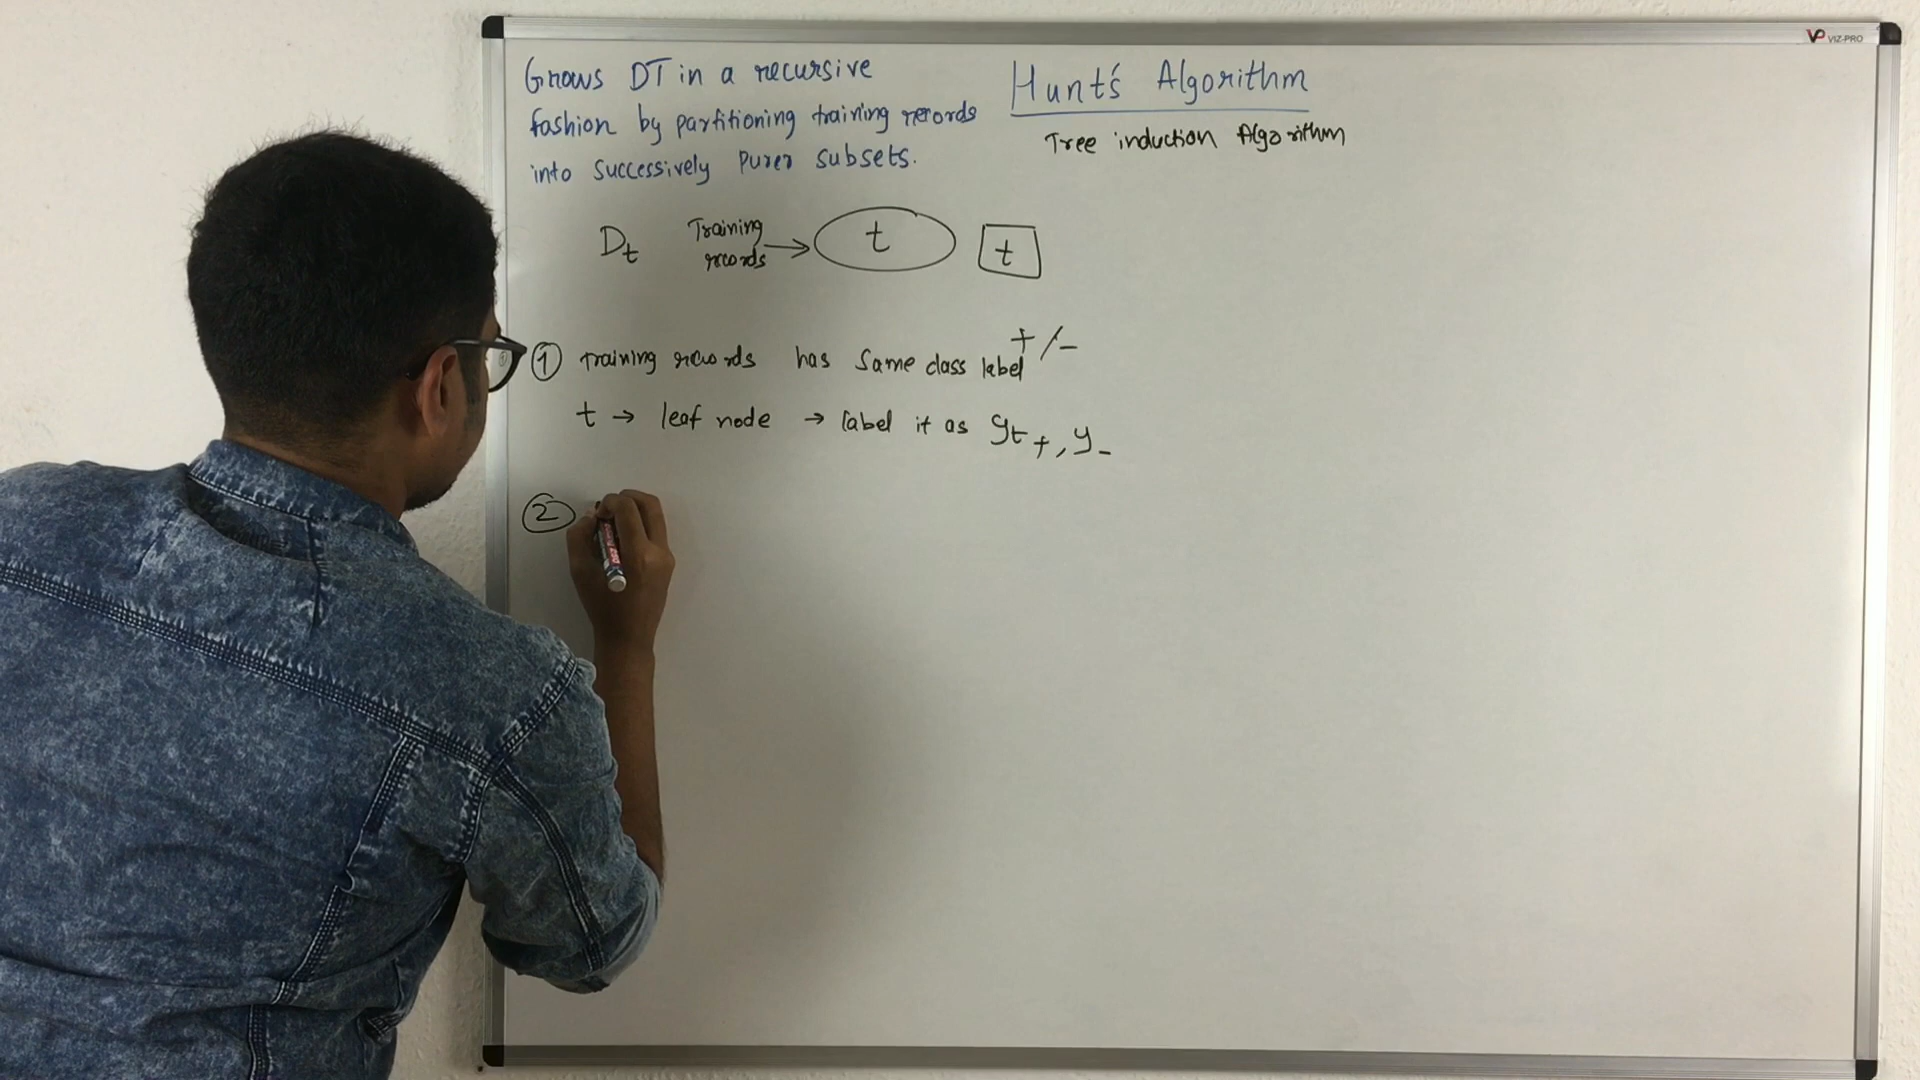 Grows DT in a recursive
fashion by partitioning training records
into successively purer subsets.
Hunt's Algorithm
Tree induction Algorithm
VP VIZ-PRO
Dt Training records → t t
① training records has same class label +/-
t → leaf node → label it as yt +, y-
②